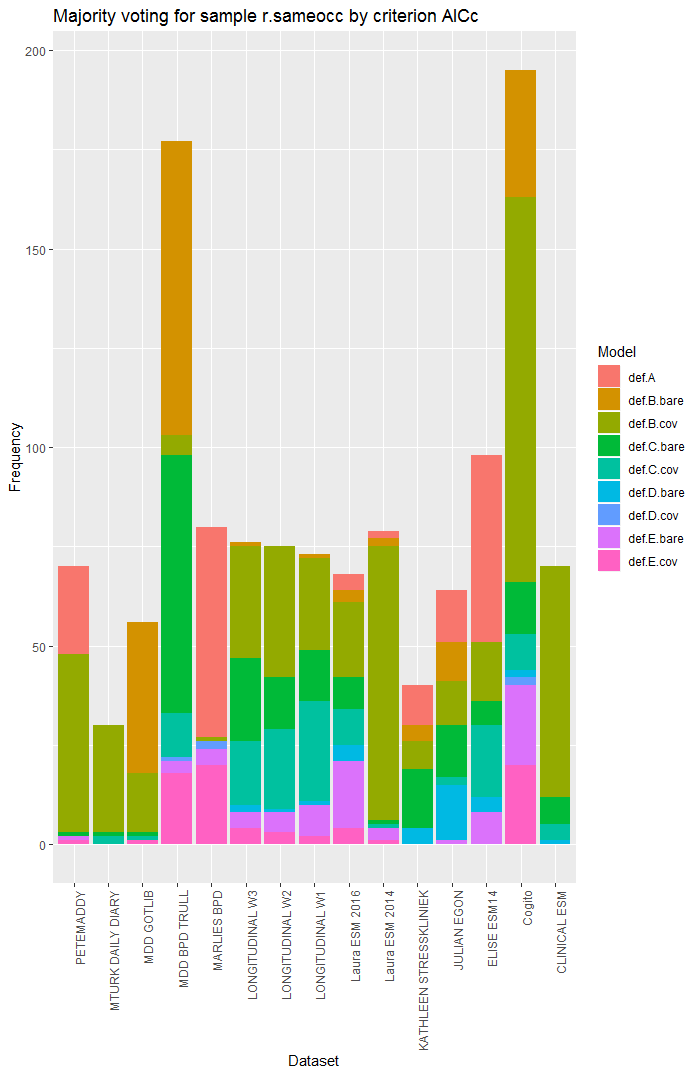 Majority voting for sample r.sameocc by criterion AICc
200
150
100
50
0
Frequency
PETEMADDY
MTURK DAILY DIARY
MDD GOTLIB
MDD BPD TRULL
MARLIES BPD
LONGITUDINAL W3
LONGITUDINAL W2
LONGITUDINAL W1
Laura ESM 2016
Laura ESM 2014
KATHLEEN STRESSKLINIEK
JULIAN EGON
ELISE ESM14
Cogito
CLINICAL ESM
Dataset
Model
def.A
def.B.bare
def.B.cov
def.C.bare
def.C.cov
def.D.bare
def.D.cov
def.E.bare
def.E.cov